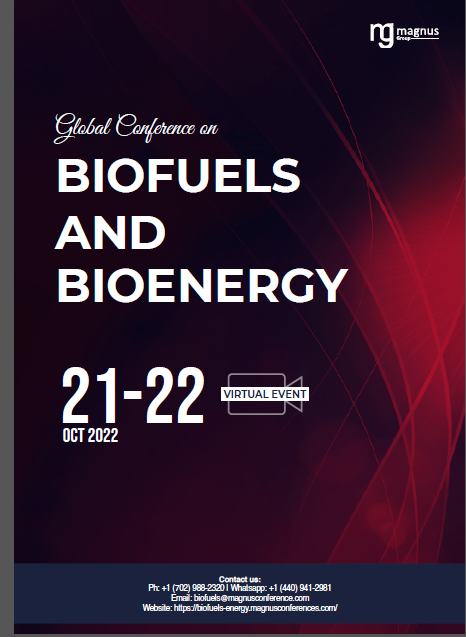 magnus
Group
Global Conference on
BIOFUELS
AND
BIOENERGY
21-22
OCT 2022
VIRTUAL EVENT
Contact us:
Ph: +1 (702) 988-2320 | Whatsapp: +1 (440) 941-2981
Email: biofuels@magnusconference.com
Website: https://biofuels-energy.magnusconferences.com/